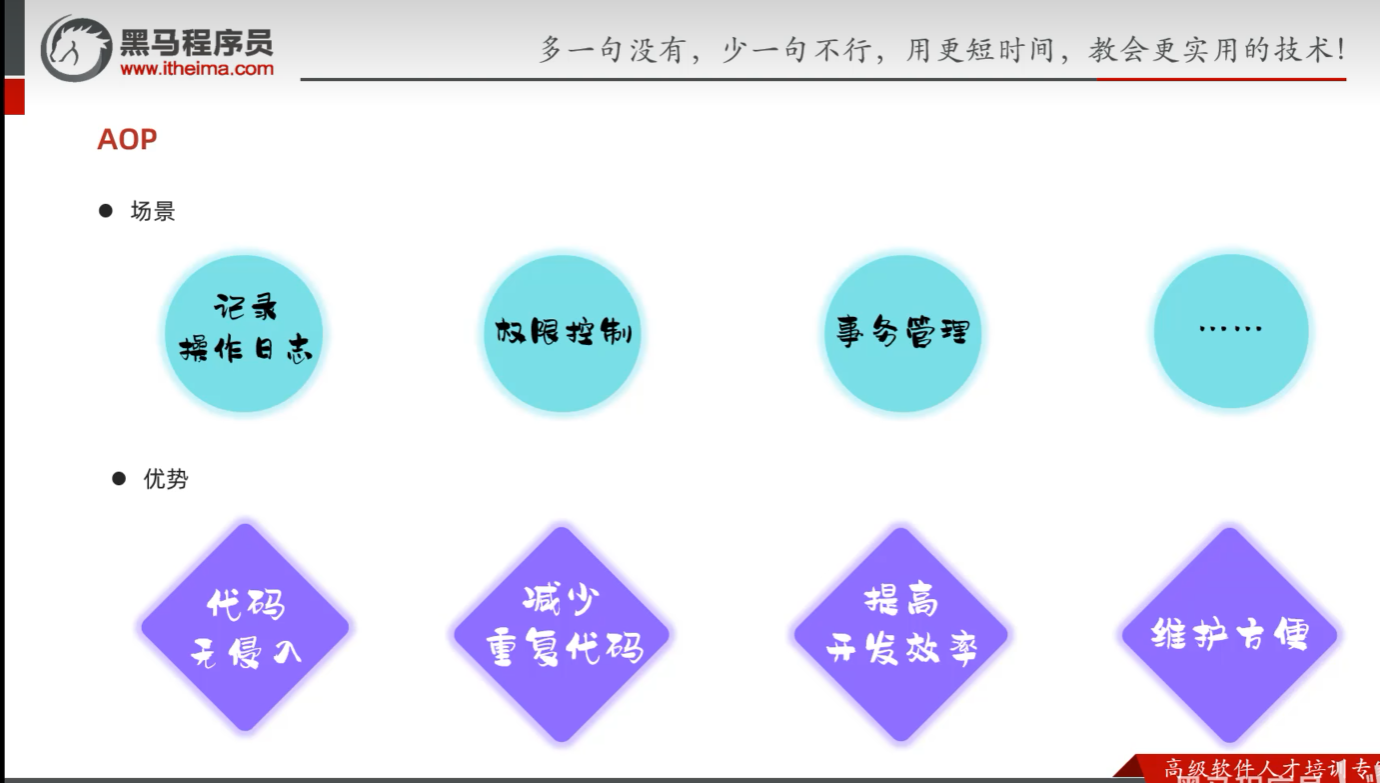 黑马程序员
www.itheima.com
多一句没有，少一句不行，用更短时间，教会更实用的技术！
AOP
● 场景
记录
操作日志
权限控制
事务管理
……
● 优势
代码
无侵入
减少
重复代码
提高
开发效率
维护方便
高级软件人才培训专